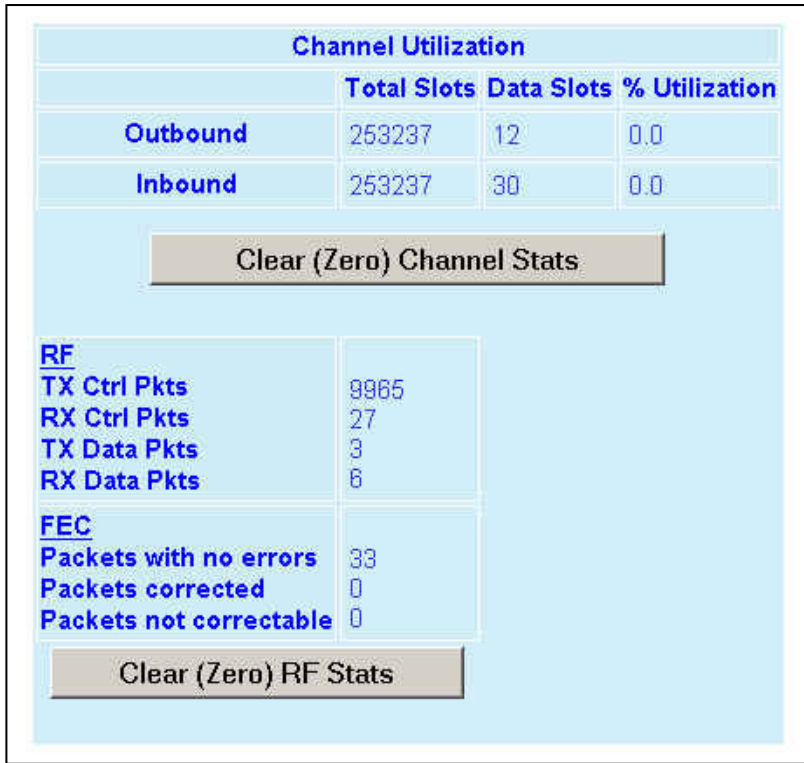 Channel Utilization
Total Slots Data Slots % Utilization
Outbound 253237 12 0.0
Inbound 253237 30 0.0
Clear (Zero) Channel Stats
RF
TX Ctrl Pkts 9965
RX Ctrl Pkts 27
TX Data Pkts 3
RX Data Pkts 6
FEC
Packets with no errors 33
Packets corrected 0
Packets not correctable 0
Clear (Zero) RF Stats